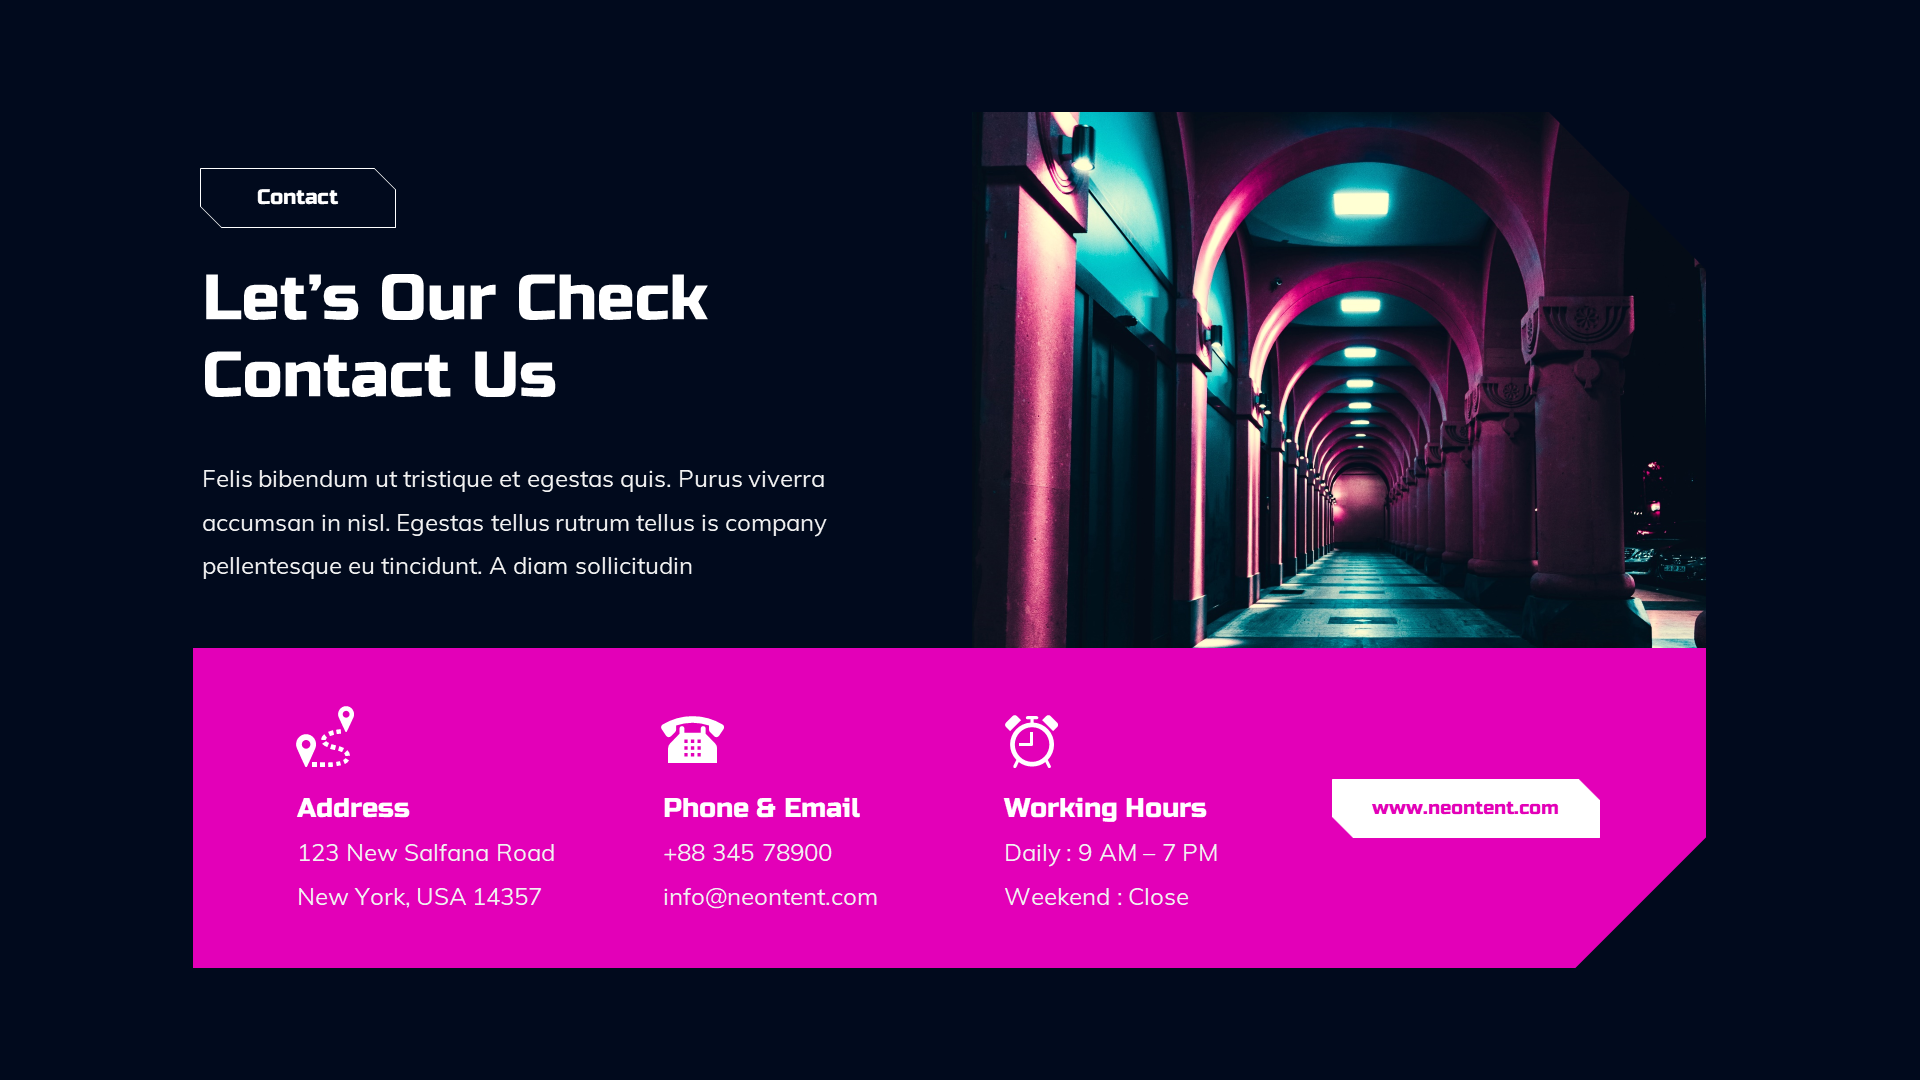 Contact
Let’s Our Check
Contact Us
Felis bibendum ut tristique et egestas quis. Purus viverra
accumsan in nisl. Egestas tellus rutrum tellus is company
pellentesque eu tincidunt. A diam sollicitudin
Address
123 New Salfana Road
New York, USA 14357
Phone & Email
+88 345 78900
info@neontent.com
Working Hours
Daily : 9 AM – 7 PM
Weekend : Close
www.neontent.com